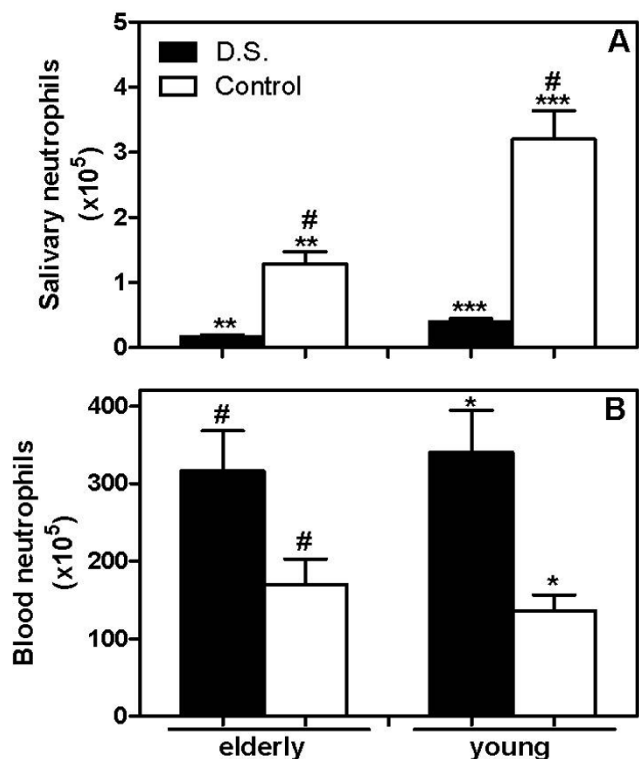 A
D.S.
Control
Salivary neutrophils
(x10⁵)
5
4
3
2
1
0
**
#
**
***
#
***
B
Blood neutrophils
(x10⁵)
400
300
200
100
0
#
#
*
*
elderly
young